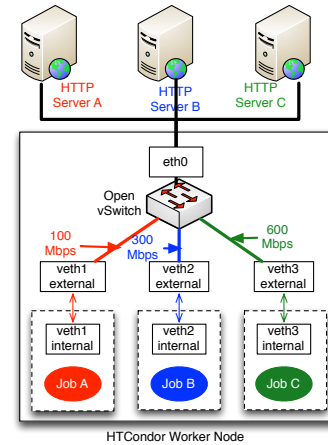 HTTP
Server A
HTTP
Server B
HTTP
Server C
eth0
Open
vSwitch
100
Mbps
300
Mbps
600
Mbps
veth1
external
veth2
external
veth3
external
veth1
internal
veth2
internal
veth3
internal
Job A
Job B
Job C
HTCondor Worker Node